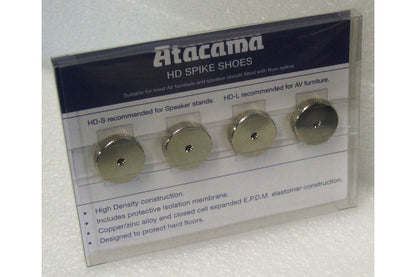 Atacama
HD SPIKE SHOES
Suitable for most AV furniture and speaker stands fitted with floor spikes
HD-S recommended for Speaker stands. HD-L recommended for AV furniture.
• High Density construction.
• Includes protective isolation membrane.
• Copper/zinc alloy and closed cell expanded E.P.D.M. elastomer construction.
• Designed to protect hard floors.